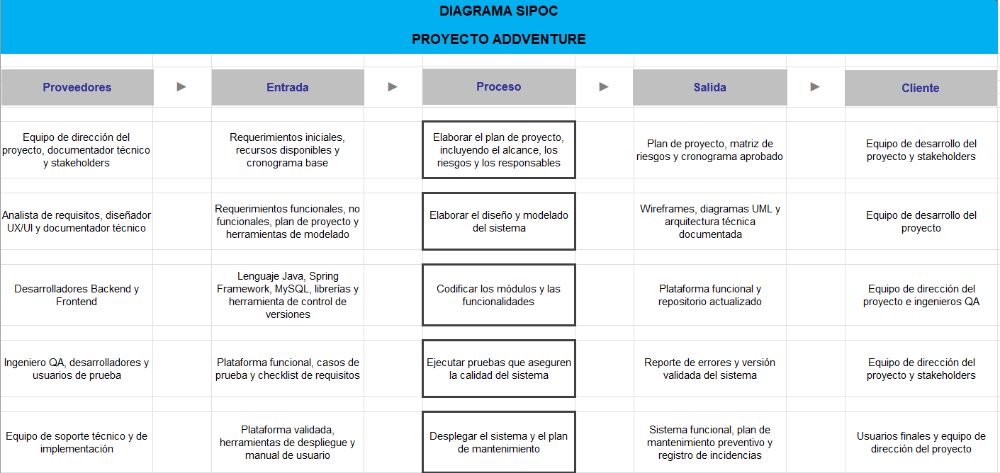 DIAGRAMA SIPOC
PROYECTO ADDVENTURE
Proveedores
Entrada
Proceso
Salida
Cliente
Equipo de dirección del
proyecto, documentador técnico
y stakeholders
Requerimientos iniciales,
recursos disponibles y
cronograma base
Elaborar el plan de proyecto,
incluyendo el alcance, los
riesgos y los responsables
Plan de proyecto, matriz de
riesgos y cronograma aprobado
Equipo de desarrollo del
proyecto y stakeholders
Analista de requisitos, diseñador
UX/UI y documentador técnico
Requerimientos funcionales, no
funcionales, plan de proyecto y
herramientas de modelado
Elaborar el diseño y modelado
del sistema
Wireframes, diagramas UML y
arquitectura técnica
documentada
Equipo de desarrollo del
proyecto
Desarrolladores Backend y
Frontend
Lenguaje Java, Spring
Framework, MySQL, librerías y
herramienta de control de
versiones
Codificar los módulos y las
funcionalidades
Plataforma funcional y
repositorio actualizado
Equipo de dirección del
proyecto e ingenieros QA
Ingeniero QA, desarrolladores y
usuarios de prueba
Plataforma funcional, casos de
prueba y checklist de requisitos
Ejecutar pruebas que aseguren
la calidad del sistema
Reporte de errores y versión
validada del sistema
Equipo de dirección del
proyecto y stakeholders
Equipo de soporte técnico y de
implementación
Plataforma validada,
herramientas de despliegue y
manual de usuario
Desplegar el sistema y el plan
de mantenimiento
Sistema funcional, plan de
mantenimiento preventivo y
registro de incidencias
Usuarios finales y equipo de
dirección del proyecto